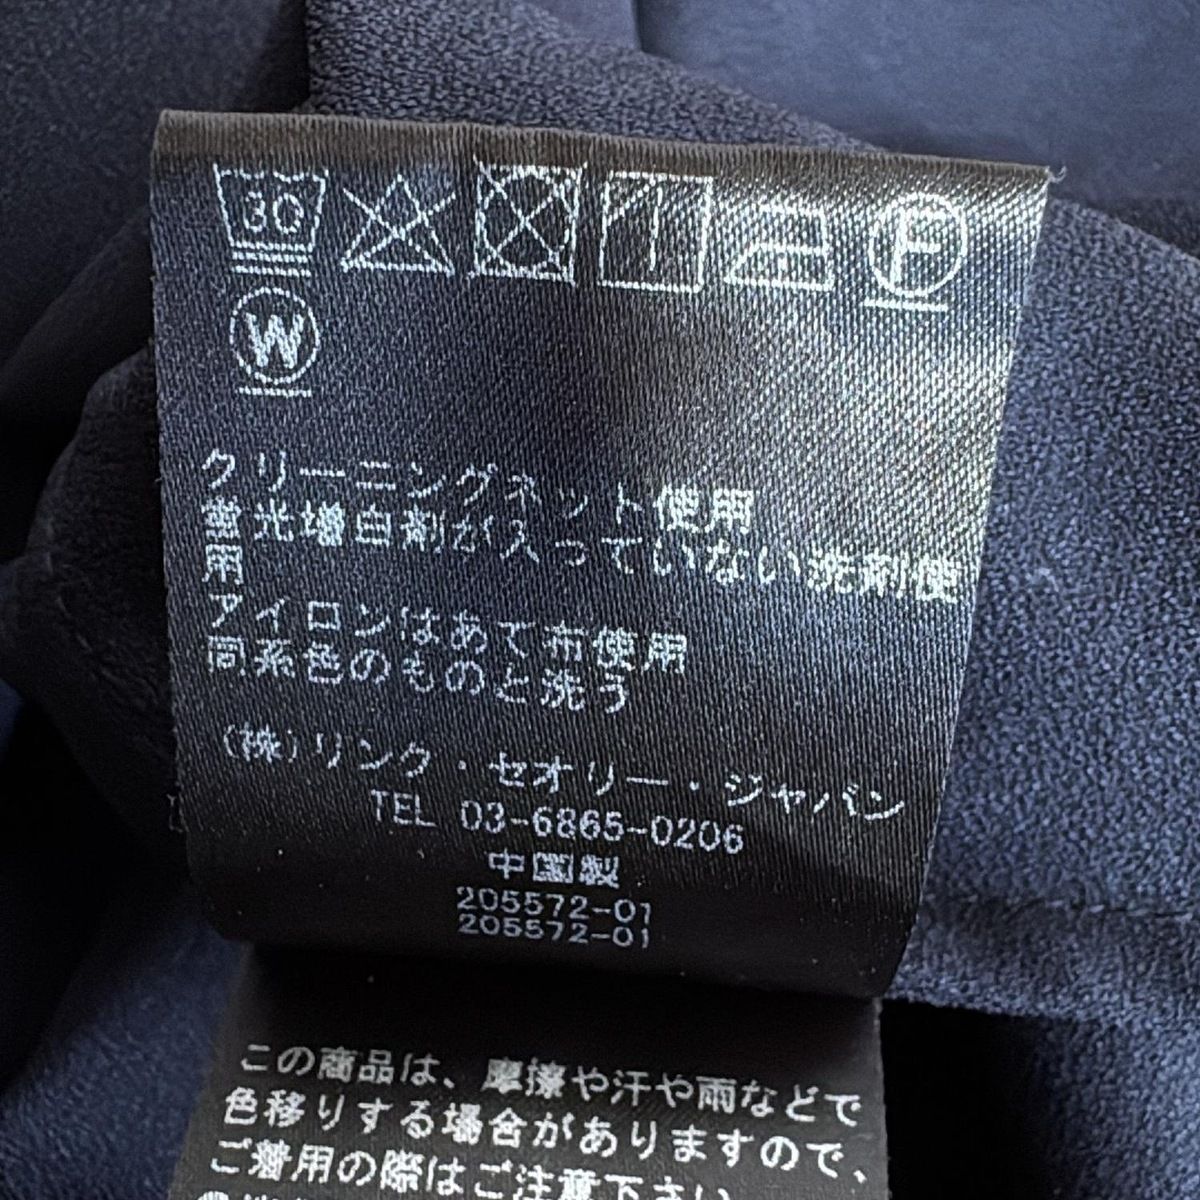 30
F
W
クリーニングネット使用
蛍光増白剤が入っていない洗剤使
用
アイロンはあて布使用
同系色のものと洗う
(株)リンク・セオリー・ジャパン
TEL 03-6865-0206
中国製
205572-01
205572-01
この商品は、摩擦や汗や雨などで
色移りする場合がありますので、
ご着用の際はご注意下さい